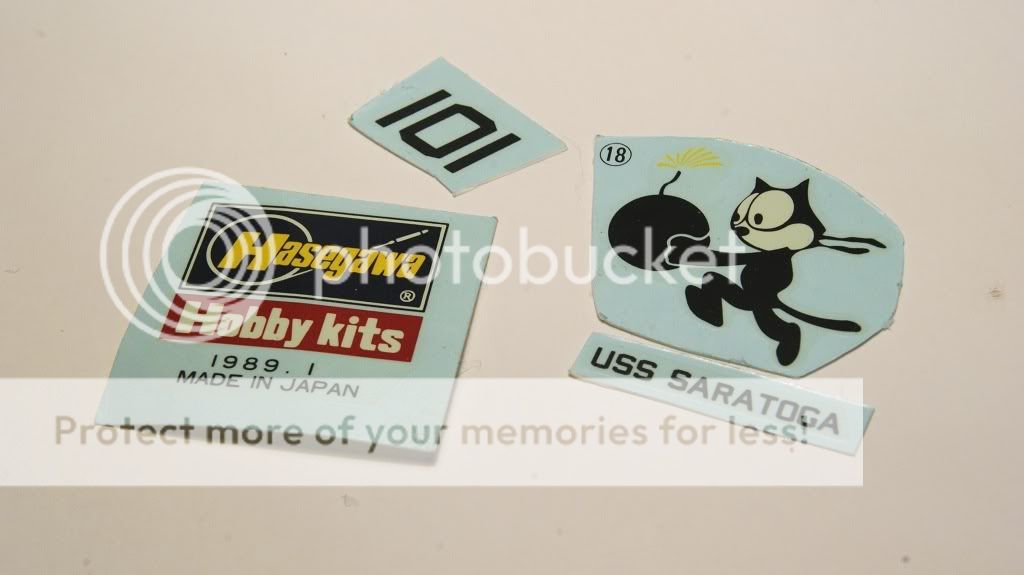 101
18
Hasegawa
®
Hobby kits
1989. 1
MADE IN JAPAN
USS SARATOGA
photobucket
Protect more of your memories for less!